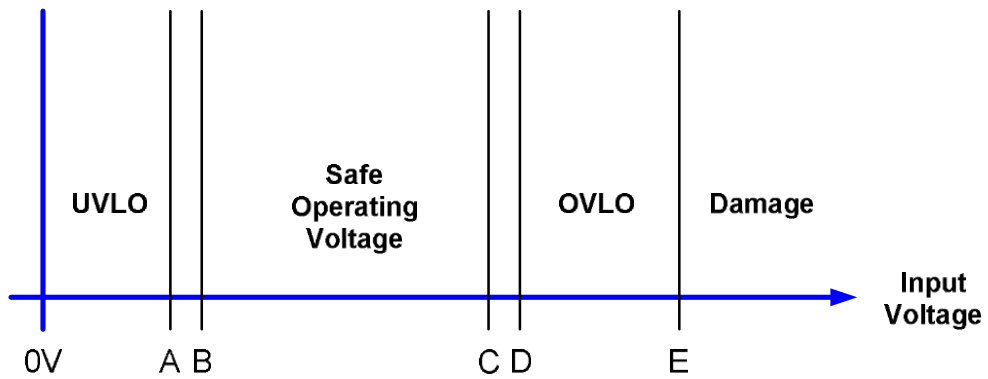 UVLO
Safe
Operating
Voltage
OVLO
Damage
Input
Voltage
0V
A
B
C
D
E